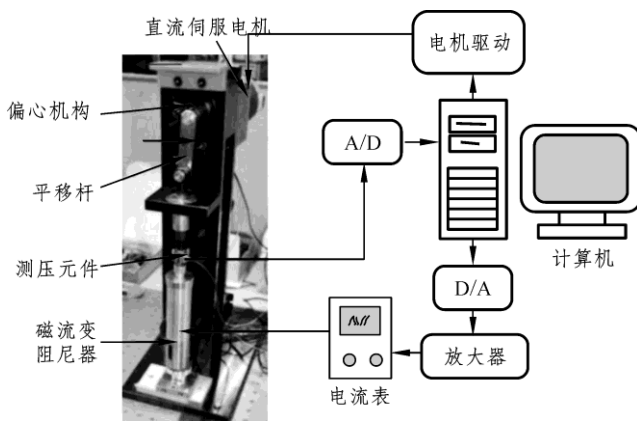 直流伺服电机
电机驱动
偏心机构
A/D
平移杆
测压元件
计算机
D/A
磁流变
阻尼器
放大器
电流表